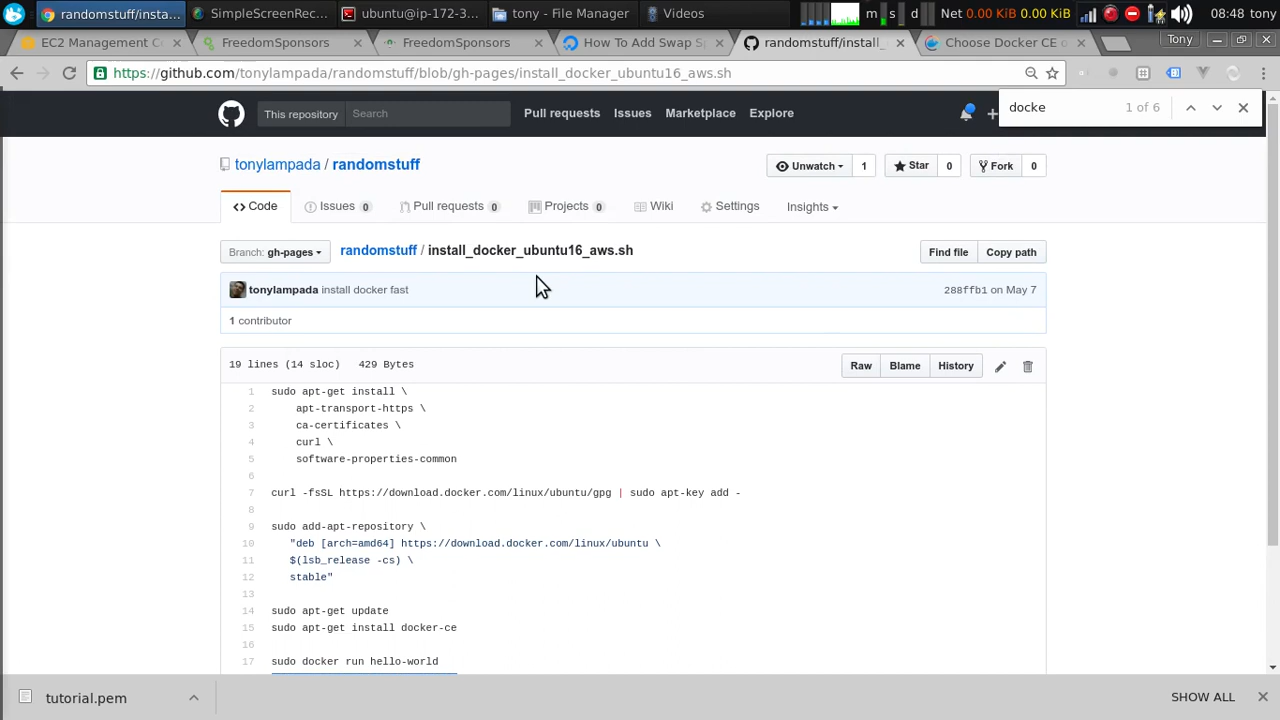 randomstuff/insta...
SimpleScreenRec...
ubuntu@ip-172-3...
tony - File Manager
Videos
m
s
d
Net 0.00 KiB 0.00 KiB
08:48 tony
EC2 Management Co
FreedomSponsors
FreedomSponsors
How To Add Swap Sp
randomstuff/install_d
Choose Docker CE o
Tony
https://github.com/tonylampada/randomstuff/blob/gh-pages/install_docker_ubuntu16_aws.sh
docke
1 of 6
This repository
Search
Pull requests
Issues
Marketplace
Explore
tonylampada / randomstuff
Unwatch
1
Star
0
Fork
0
Code
Issues 0
Pull requests 0
Projects 0
Wiki
Settings
Insights
Branch: gh-pages
randomstuff / install_docker_ubuntu16_aws.sh
Find file
Copy path
tonylampada install docker fast
288ffb1 on May 7
1 contributor
19 lines (14 sloc)
429 Bytes
Raw
Blame
History
1 sudo apt-get install \
2 apt-transport-https \
3 ca-certificates \
4 curl \
5 software-properties-common
6
7 curl -fsSL https://download.docker.com/linux/ubuntu/gpg | sudo apt-key add -
8
9 sudo add-apt-repository \
10 "deb [arch=amd64] https://download.docker.com/linux/ubuntu \
11 $(lsb_release -cs) \
12 stable"
13
14 sudo apt-get update
15 sudo apt-get install docker-ce
16
17 sudo docker run hello-world
tutorial.pem
SHOW ALL